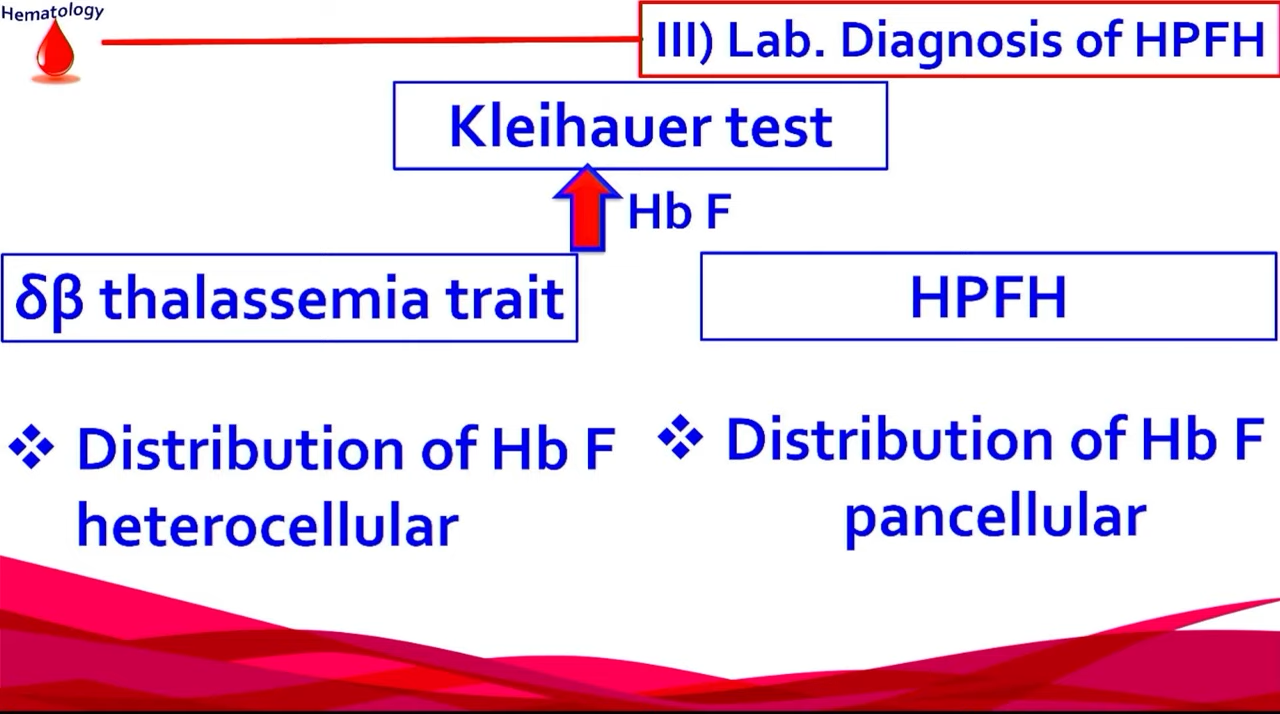 Hematology
III) Lab. Diagnosis of HPFH
Kleihauer test
Hb F
δβ thalassemia trait
HPFH
❖ Distribution of Hb F
heterocellular
❖ Distribution of Hb F
pancellular